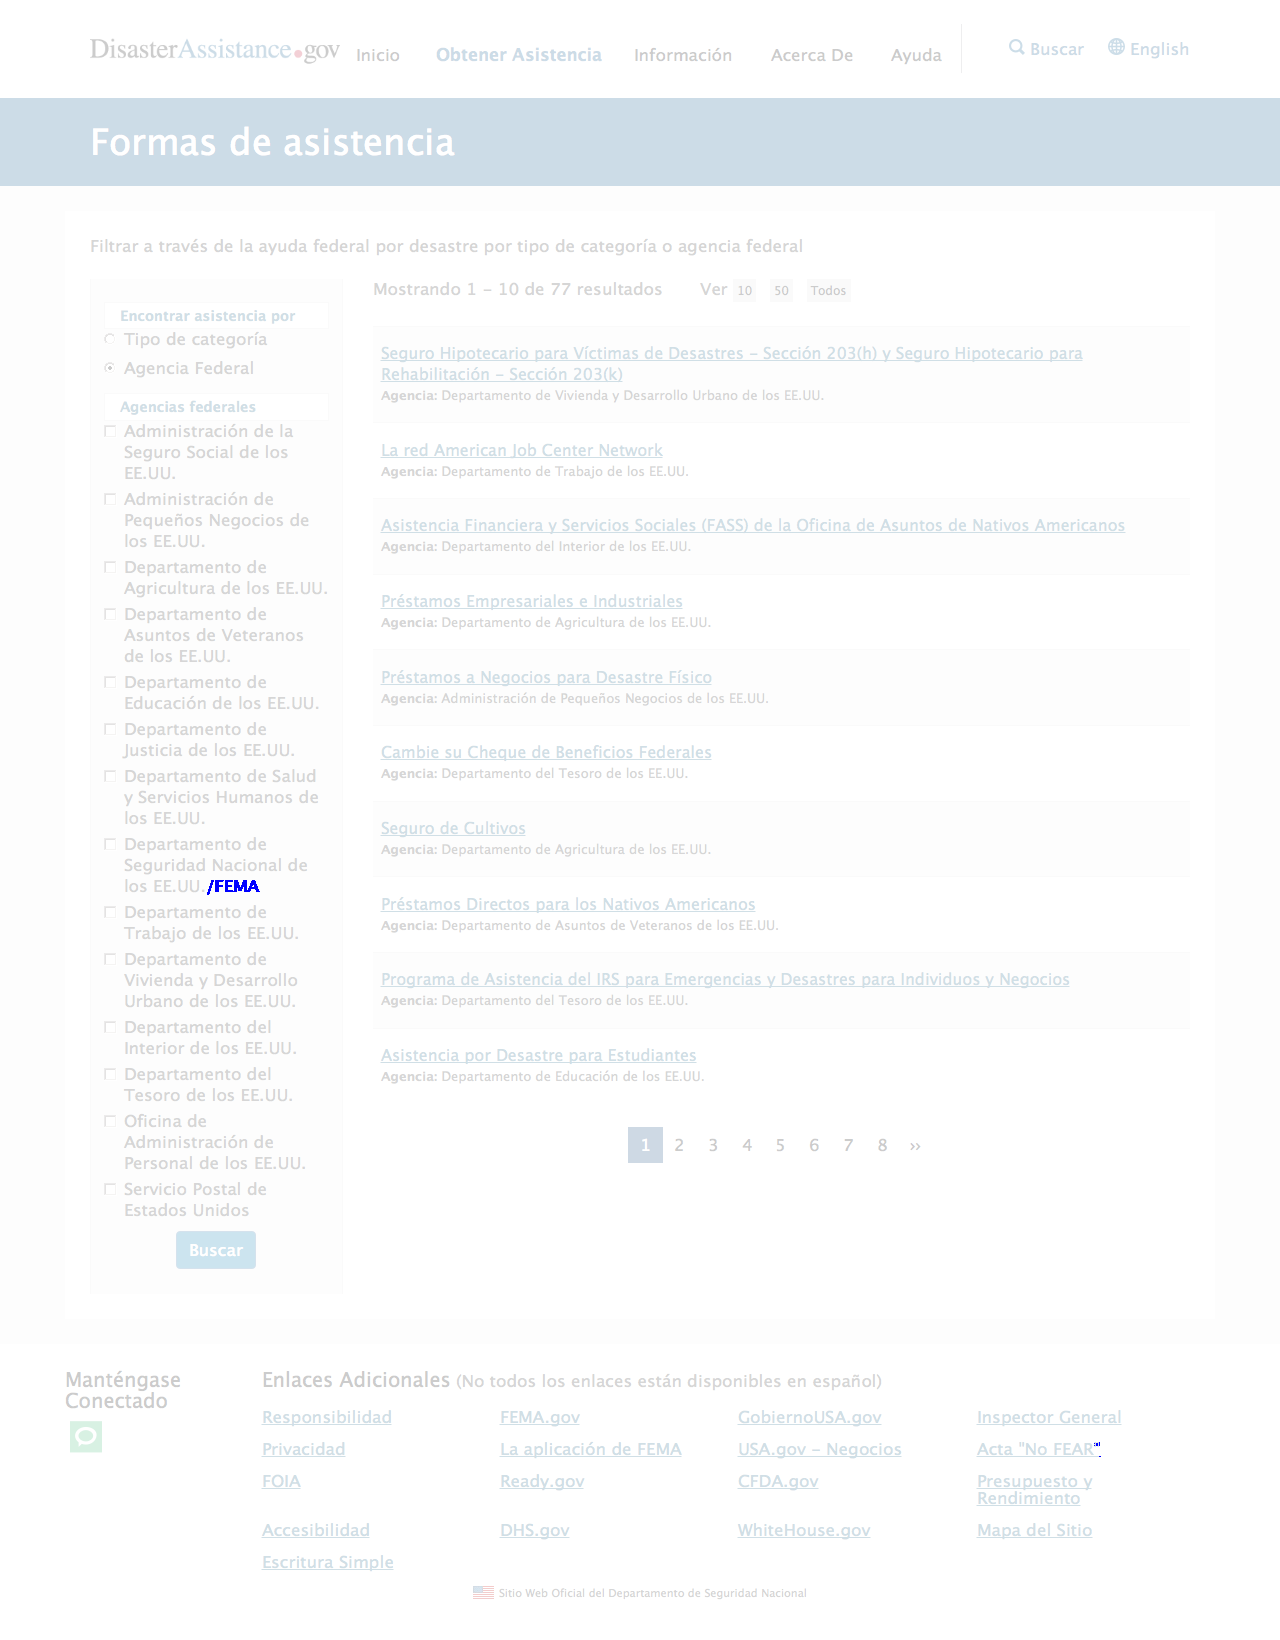 DisasterAssistance.gov
Inicio
Obtener Asistencia
Información
Acerca De
Ayuda
Buscar
English
Formas de asistencia
Filtrar a través de la ayuda federal por desastre por tipo de categoría o agencia federal
Encontrar asistencia por
Tipo de categoría
Agencia Federal
Agencias federales
Administración de la
Seguro Social de los
EE.UU.
Administración de
Pequeños Negocios de
los EE.UU.
Departamento de
Agricultura de los EE.UU.
Departamento de
Asuntos de Veteranos
de los EE.UU.
Departamento de
Educación de los EE.UU.
Departamento de
Justicia de los EE.UU.
Departamento de Salud
y Servicios Humanos de
los EE.UU.
Departamento de
Seguridad Nacional de
los EE.UU./FEMA
Departamento de
Trabajo de los EE.UU.
Departamento de
Vivienda y Desarrollo
Urbano de los EE.UU.
Departamento del
Interior de los EE.UU.
Departamento del
Tesoro de los EE.UU.
Oficina de
Administración de
Personal de los EE.UU.
Servicio Postal de
Estados Unidos
Buscar
Mostrando 1 - 10 de 77 resultados
Ver 10 50 Todos
Seguro Hipotecario para Víctimas de Desastres - Sección 203(h) y Seguro Hipotecario para
Rehabilitación - Sección 203(k)
Agencia: Departamento de Vivienda y Desarrollo Urbano de los EE.UU.
La red American Job Center Network
Agencia: Departamento de Trabajo de los EE.UU.
Asistencia Financiera y Servicios Sociales (FASS) de la Oficina de Asuntos de Nativos Americanos
Agencia: Departamento del Interior de los EE.UU.
Préstamos Empresariales e Industriales
Agencia: Departamento de Agricultura de los EE.UU.
Préstamos a Negocios para Desastre Físico
Agencia: Administración de Pequeños Negocios de los EE.UU.
Cambie su Cheque de Beneficios Federales
Agencia: Departamento del Tesoro de los EE.UU.
Seguro de Cultivos
Agencia: Departamento de Agricultura de los EE.UU.
Préstamos Directos para los Nativos Americanos
Agencia: Departamento de Asuntos de Veteranos de los EE.UU.
Programa de Asistencia del IRS para Emergencias y Desastres para Individuos y Negocios
Agencia: Departamento del Tesoro de los EE.UU.
Asistencia por Desastre para Estudiantes
Agencia: Departamento de Educación de los EE.UU.
1 2 3 4 5 6 7 8 ››
Manténgase
Conectado
Enlaces Adicionales (No todos los enlaces están disponibles en español)
Responsibilidad
FEMA.gov
GobiernoUSA.gov
Inspector General
Privacidad
La aplicación de FEMA
USA.gov - Negocios
Acta "No FEAR"
FOIA
Ready.gov
CFDA.gov
Presupuesto y
Rendimiento
Accesibilidad
DHS.gov
WhiteHouse.gov
Mapa del Sitio
Escritura Simple
Sitio Web Oficial del Departamento de Seguridad Nacional